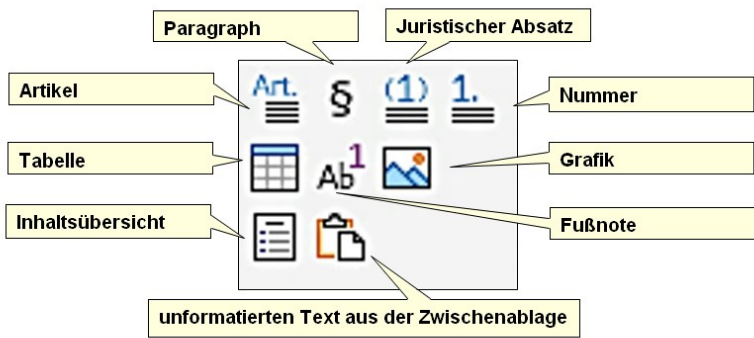 Paragraph
Juristischer Absatz
Artikel
Art.
§
(1)
1.
Nummer
Tabelle
Ab1
Grafik
Inhaltsübersicht
Fußnote
unformatierten Text aus der Zwischenablage